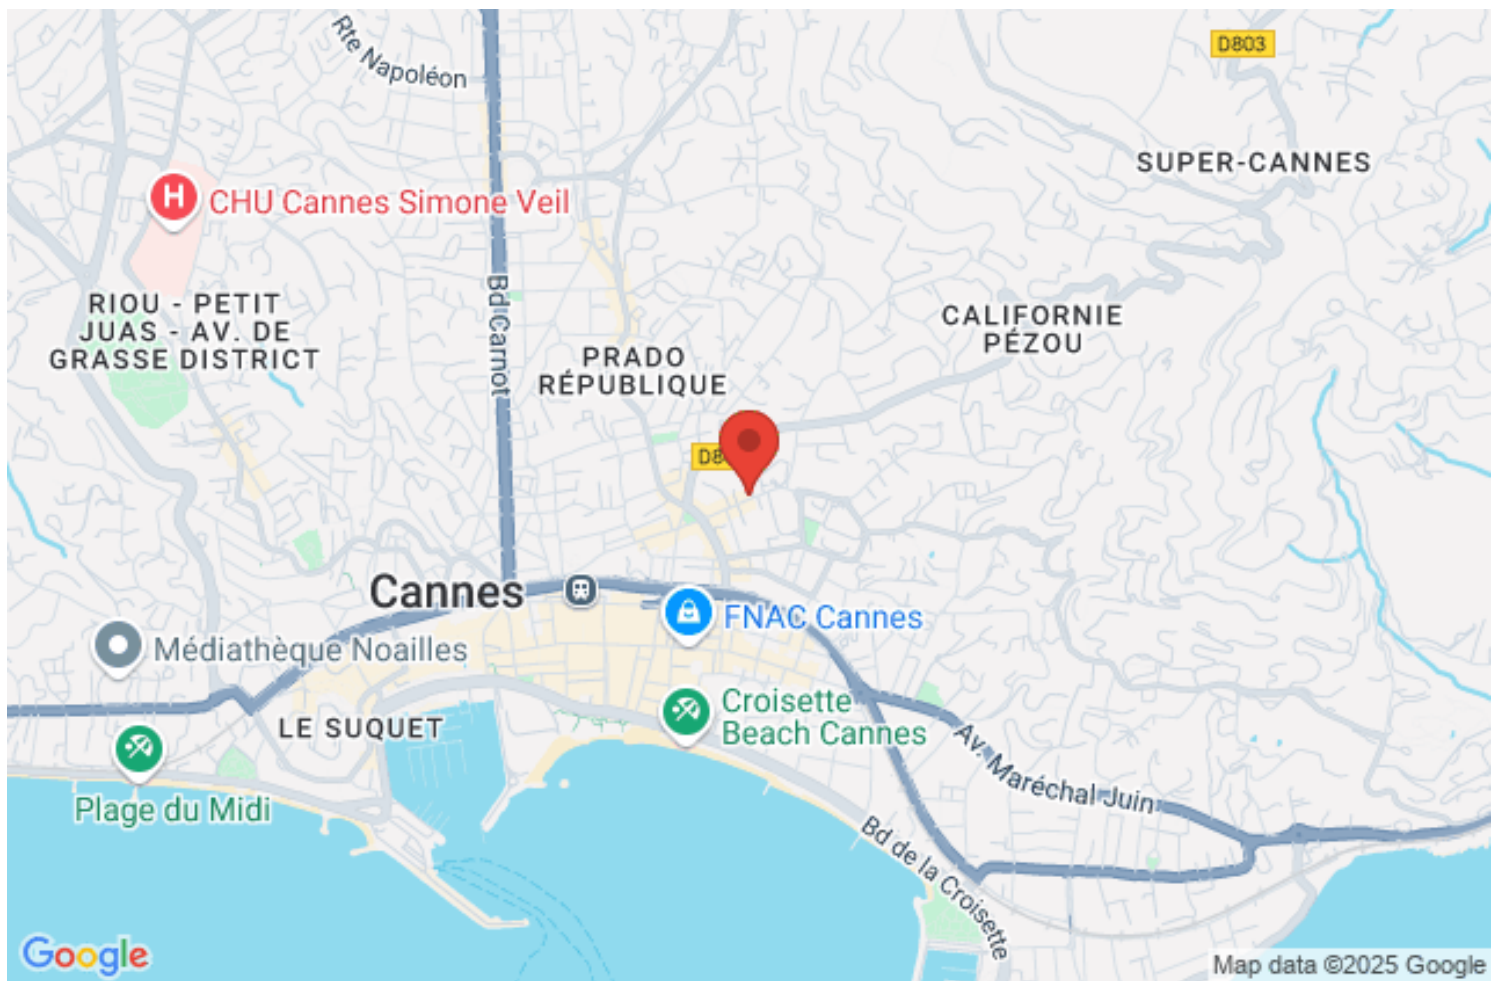 Rte Napoléon
D803
SUPER-CANNES
H
CHU Cannes Simone Veil
RIOU - PETIT
JUAS - AV. DE
GRASSE DISTRICT
Bd Carnot
CALIFORNIE
PÉZOU
PRADO
RÉPUBLIQUE
Cannes
FNAC Cannes
Médiathèque Noailles
Croisette
Beach Cannes
LE SUQUET
Av. Maréchal Juin
Plage du Midi
Bd de la Croisette
Google
Map data ©2025 Google